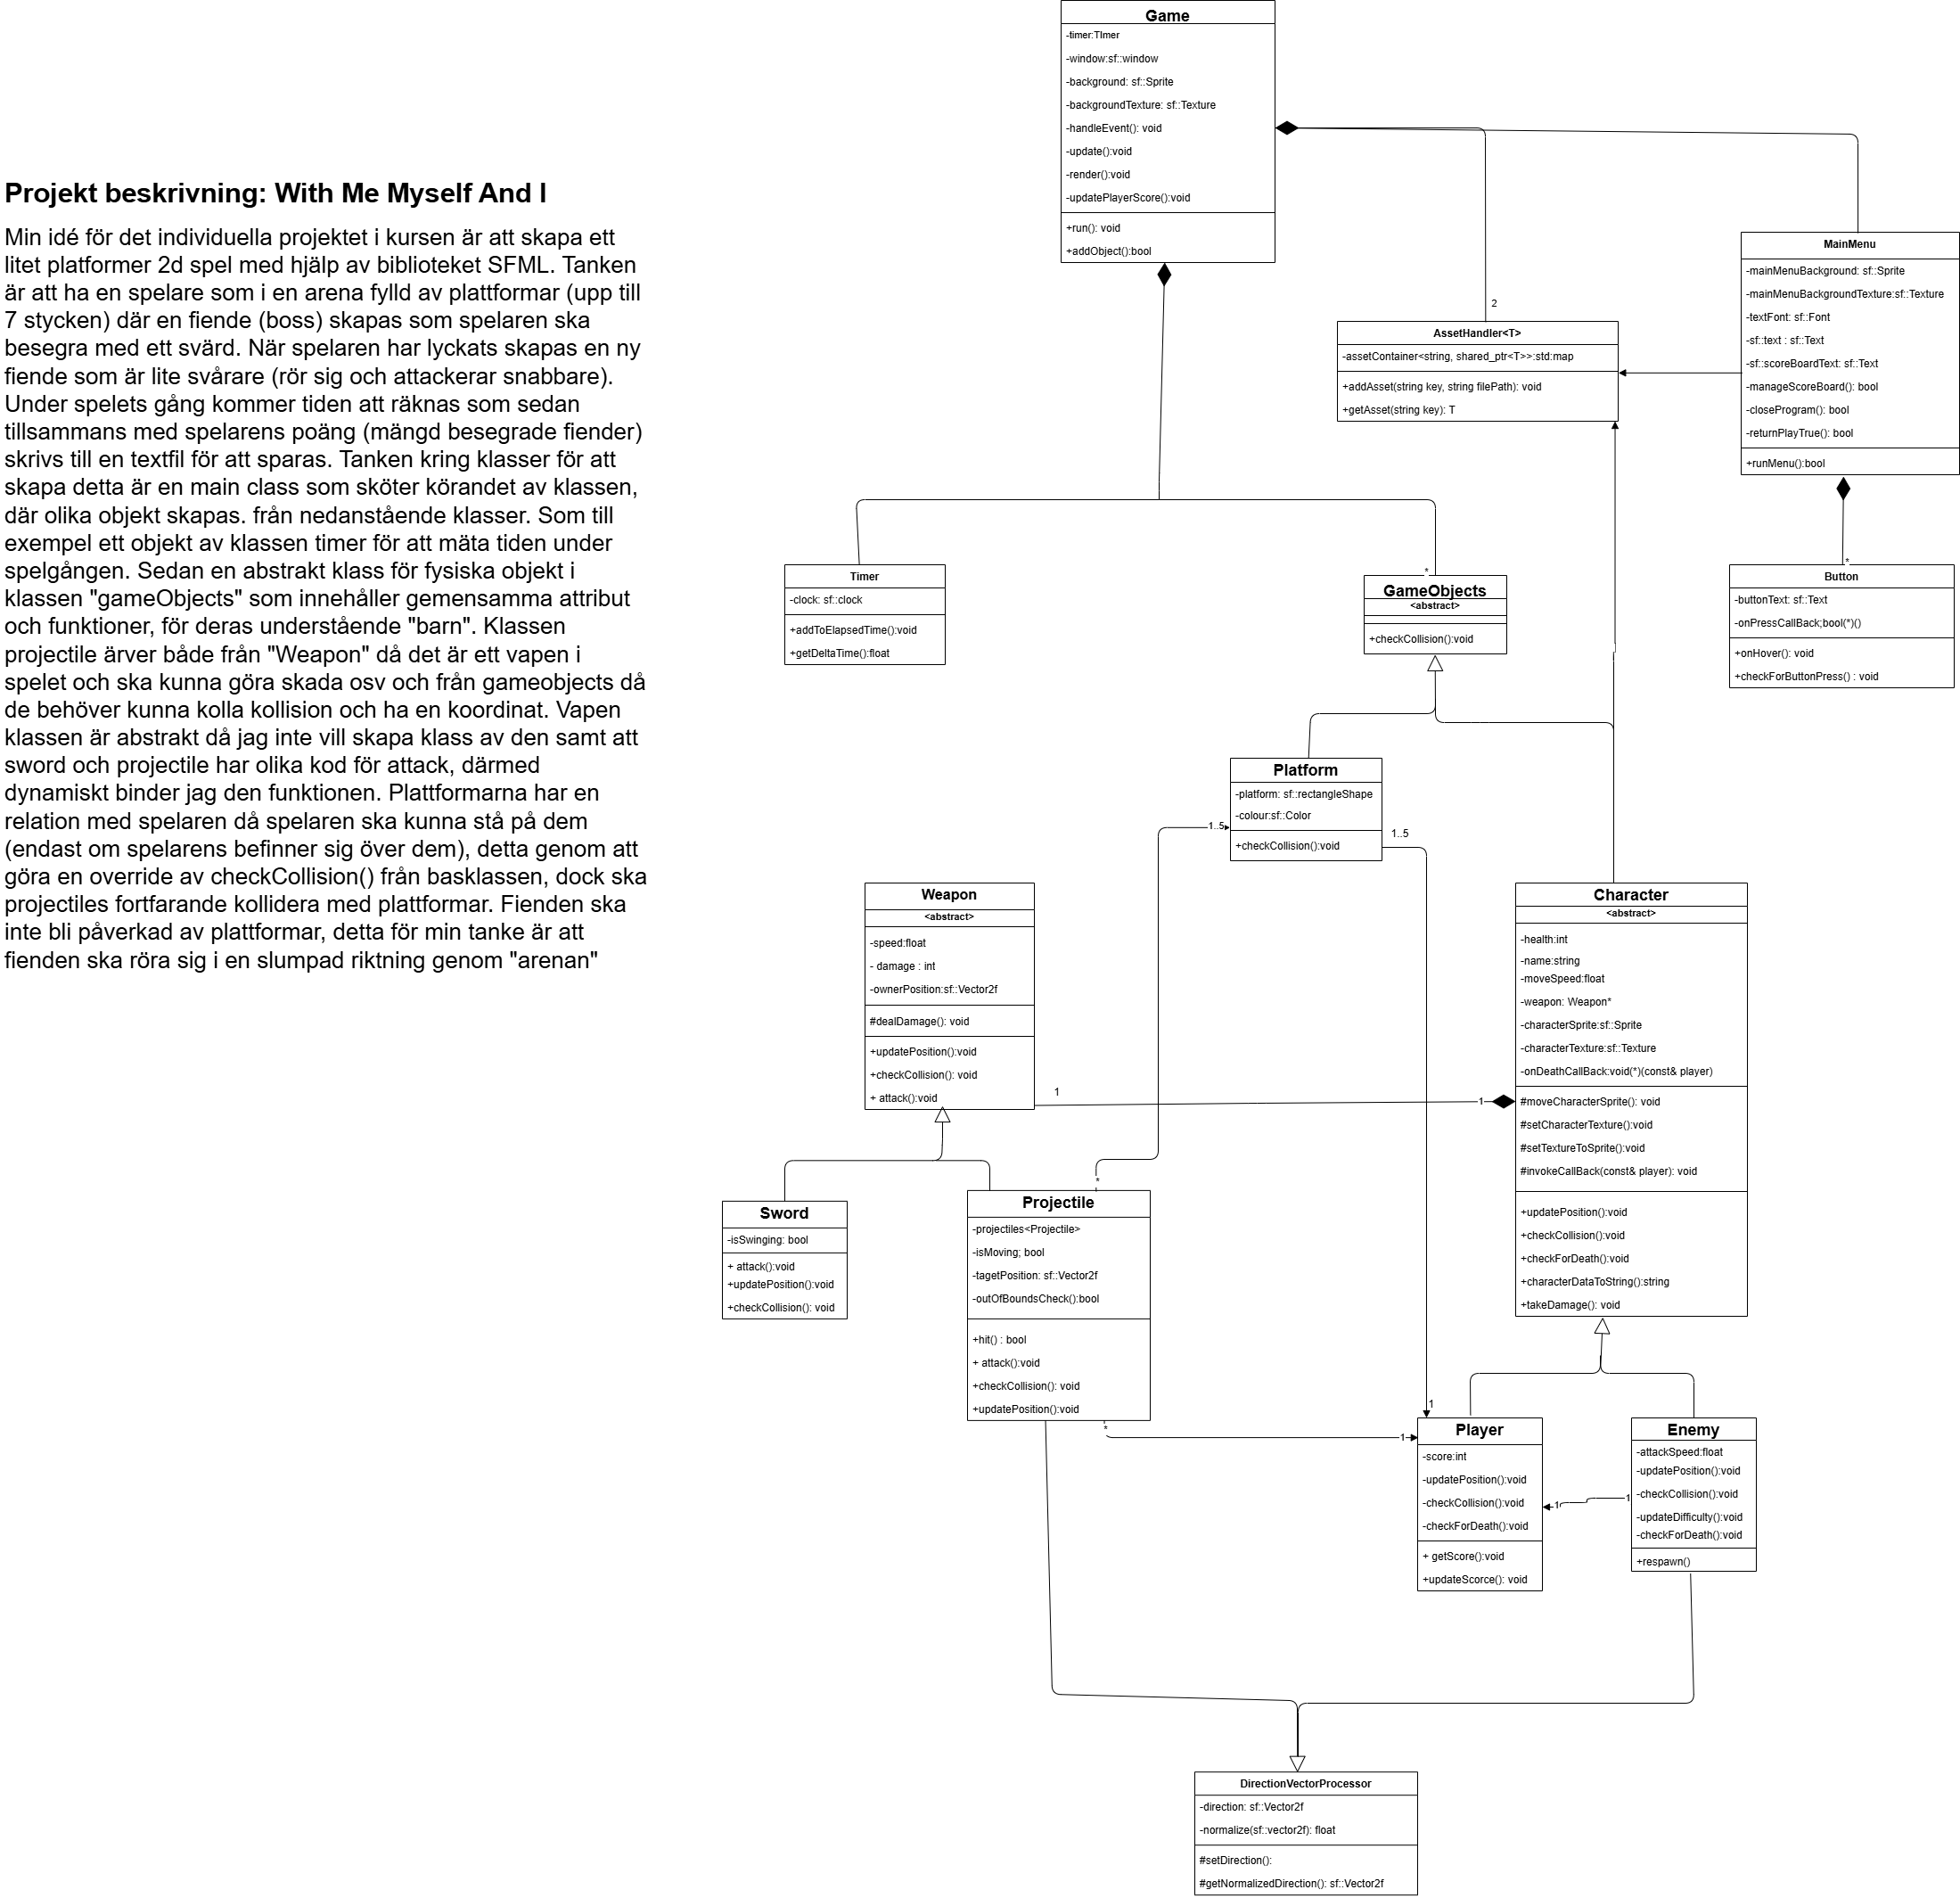 Projekt beskrivning: With Me Myself And I
Min idé för det individuella projektet i kursen är att skapa ett
litet platformer 2d spel med hjälp av biblioteket SFML. Tanken
är att ha en spelare som i en arena fylld av plattformar (upp till
7 stycken) där en fiende (boss) skapas som spelaren ska
besegra med ett svärd. När spelaren har lyckats skapas en ny
fiende som är lite svårare (rör sig och attackerar snabbare).
Under spelets gång kommer tiden att räknas som sedan
tillsammans med spelarens poäng (mängd besegrade fiender)
skrivs till en textfil för att sparas. Tanken kring klasser för att
skapa detta är en main class som sköter körandet av klassen,
där olika objekt skapas. från nedanstående klasser. Som till
exempel ett objekt av klassen timer för att mäta tiden under
spelgången. Sedan en abstrakt klass för fysiska objekt i
klassen "gameObjects" som innehåller gemensamma attribut
och funktioner, för deras understående "barn". Klassen
projectile ärver både från "Weapon" då det är ett vapen i
spelet och ska kunna göra skada osv och från gameobjects då
de behöver kunna kolla kollision och ha en koordinat. Vapen
klassen är abstrakt då jag inte vill skapa klass av den samt att
sword och projectile har olika kod för attack, därmed
dynamiskt binder jag den funktionen. Plattformarna har en
relation med spelaren då spelaren ska kunna stå på dem
(endast om spelarens befinner sig över dem), detta genom att
göra en override av checkCollision() från basklassen, dock ska
projectiles fortfarande kollidera med plattformar. Fienden ska
inte bli påverkad av plattformar, detta för min tanke är att
fienden ska röra sig i en slumpad riktning genom "arenan"
Game
-timer:TImer
-window:sf::window
-background: sf::Sprite
-backgroundTexture: sf::Texture
-handleEvent(): void
-update():void
-render():void
-updatePlayerScore():void
+run(): void
+addObject():bool
MainMenu
-mainMenuBackground: sf::Sprite
-mainMenuBackgroundTexture:sf::Texture
-textFont: sf::Font
-sf::text : sf::Text
-sf::scoreBoardText: sf::Text
-manageScoreBoard(): bool
-closeProgram(): bool
-returnPlayTrue(): bool
+runMenu():bool
2
AssetHandler<T>
-assetContainer<string, shared_ptr<T>>:std:map
+addAsset(string key, string filePath): void
+getAsset(string key): T
Timer
-clock: sf::clock
+addToElapsedTime():void
+getDeltaTime():float
*
GameObjects
<abstract>
+checkCollision():void
*
Button
-buttonText: sf::Text
-onPressCallBack;bool(*)()
+onHover(): void
+checkForButtonPress() : void
Platform
-platform: sf::rectangleShape
-colour:sf::Color
+checkCollision():void
1..5
1..5
Weapon
<abstract>
-speed:float
- damage : int
-ownerPosition:sf::Vector2f
#dealDamage(): void
+updatePosition():void
+checkCollision(): void
+ attack():void
1
1
Character
<abstract>
-health:int
-name:string
-moveSpeed:float
-weapon: Weapon*
-characterSprite:sf::Sprite
-characterTexture:sf::Texture
-onDeathCallBack:void(*)(const& player)
#moveCharacterSprite(): void
#setCharacterTexture():void
#setTextureToSprite():void
#invokeCallBack(const& player): void
+updatePosition():void
+checkCollision():void
+checkForDeath():void
+characterDataToString():string
+takeDamage(): void
Sword
-isSwinging: bool
+ attack():void
+updatePosition():void
+checkCollision(): void
*
Projectile
-projectiles<Projectile>
-isMoving; bool
-tagetPosition: sf::Vector2f
-outOfBoundsCheck():bool
+hit() : bool
+ attack():void
+checkCollision(): void
+updatePosition():void
*
1
1
Player
-score:int
-updatePosition():void
-checkCollision():void
-checkForDeath():void
+ getScore():void
+updateScorce(): void
1
1
Enemy
-attackSpeed:float
-updatePosition():void
-checkCollision():void
-updateDifficulty():void
-checkForDeath():void
+respawn()
DirectionVectorProcessor
-direction: sf::Vector2f
-normalize(sf::vector2f): float
#setDirection():
#getNormalizedDirection(): sf::Vector2f